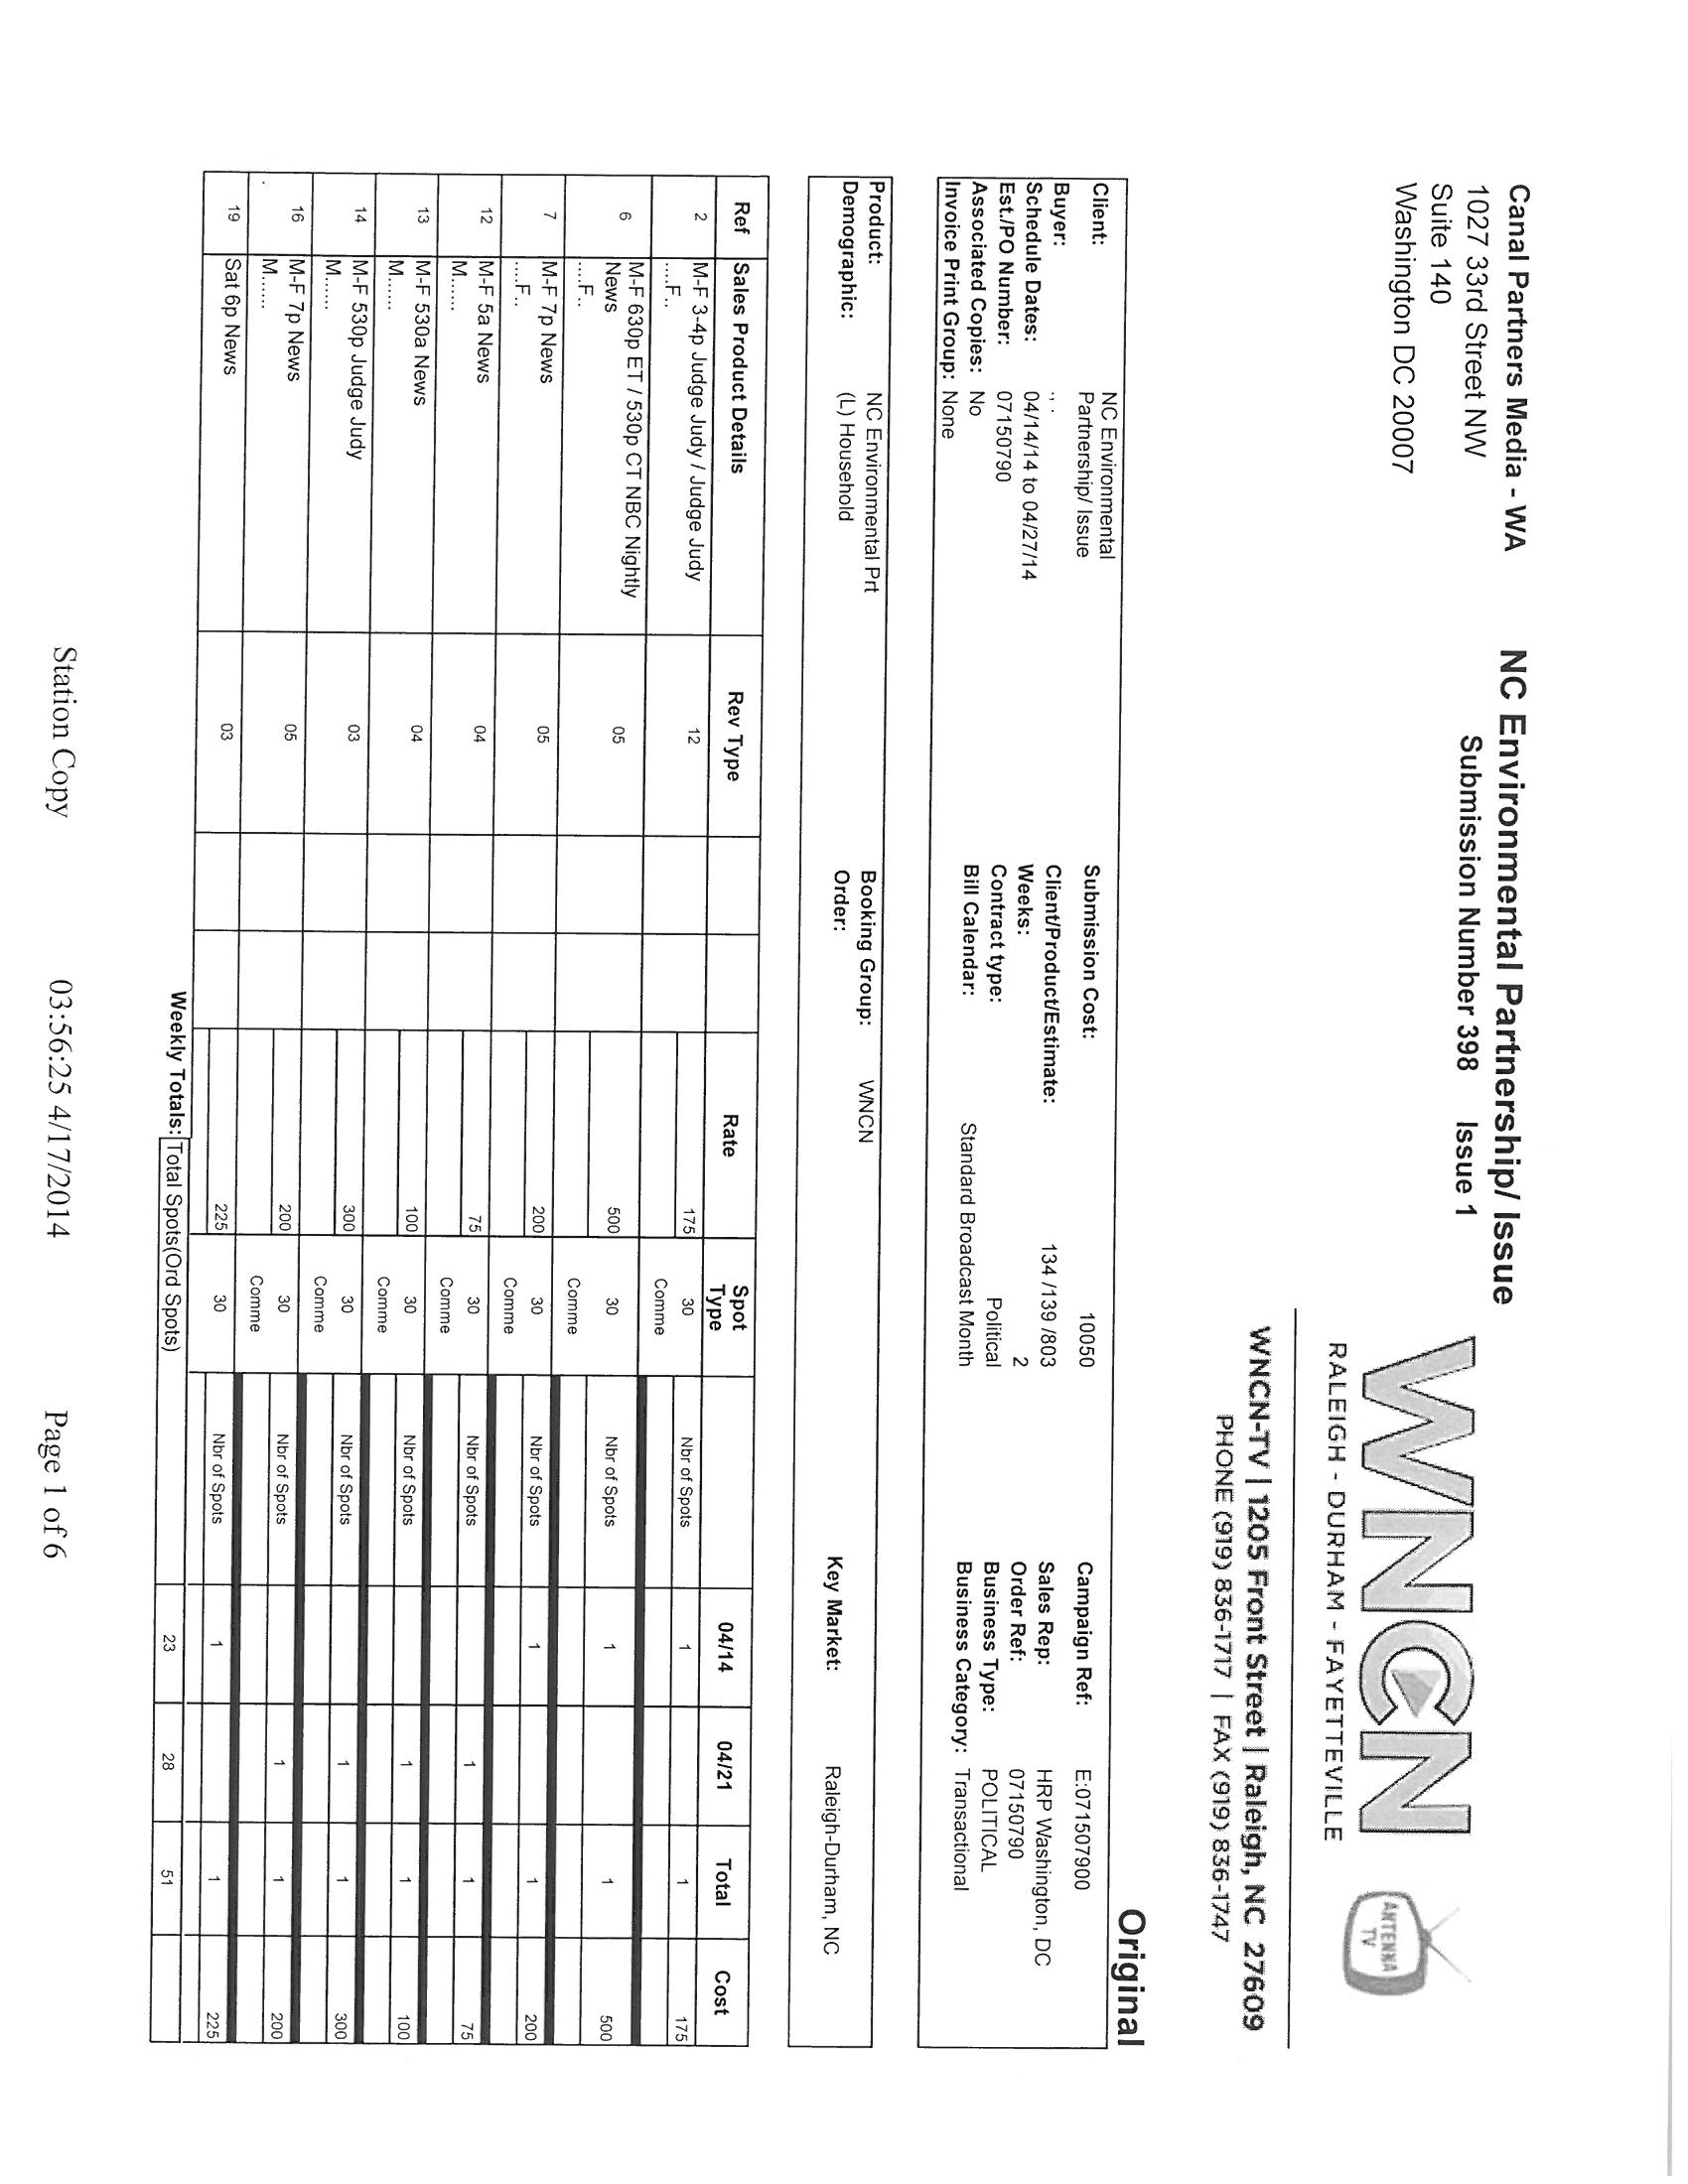 Canal Partners Media - WA
1027 33rd Street NW
Suite 140
Washington DC 20007
NC Environmental Partnership/ Issue
Submission Number 398 Issue 1
WNCN
RALEIGH - DURHAM - FAYETTEVILLE
ANTENNA
TV
WNCN-TV | 1205 Front Street | Raleigh, NC 27609
PHONE (919) 836-1717 | FAX (919) 836-1747
Original
Client: NC Environmental
Partnership/ Issue
Buyer: , ,
Schedule Dates: 04/14/14 to 04/27/14
Est./PO Number: 07150790
Associated Copies: No
Invoice Print Group: None
Submission Cost: 10050
Client/Product/Estimate: 134 /139 /803
Weeks: 2
Contract type: Political
Bill Calendar: Standard Broadcast Month
Campaign Ref: E:071507900
Sales Rep: HRP Washington, DC
Order Ref: 07150790
Business Type: POLITICAL
Business Category: Transactional
Product: NC Environmental Prt
Demographic: (L) Household
Booking Group: WNCN
Order:
Key Market: Raleigh-Durham, NC
Ref Sales Product Details Rev Type Rate Spot Type 04/14 04/21 Total Cost
2 M-F 3-4p Judge Judy / Judge Judy 12 175 30 Nbr of Spots 1 1 175
....F.. Comme
6 M-F 630p ET / 530p CT NBC Nightly 05 500 30 Nbr of Spots 1 1 500
News
....F.. Comme
7 M-F 7p News 05 200 30 Nbr of Spots 1 1 200
....F.. Comme
12 M-F 5a News 04 75 30 Nbr of Spots 1 1 75
M...... Comme
13 M-F 530a News 04 100 30 Nbr of Spots 1 1 100
M...... Comme
14 M-F 530p Judge Judy 03 300 30 Nbr of Spots 1 1 300
M...... Comme
16 M-F 7p News 05 200 30 Nbr of Spots 1 1 200
M...... Comme
19 Sat 6p News 03 225 30 Nbr of Spots 1 1 225
Weekly Totals: Total Spots(Ord Spots) 23 28 51
Station Copy 03:56:25 4/17/2014 Page 1 of 6